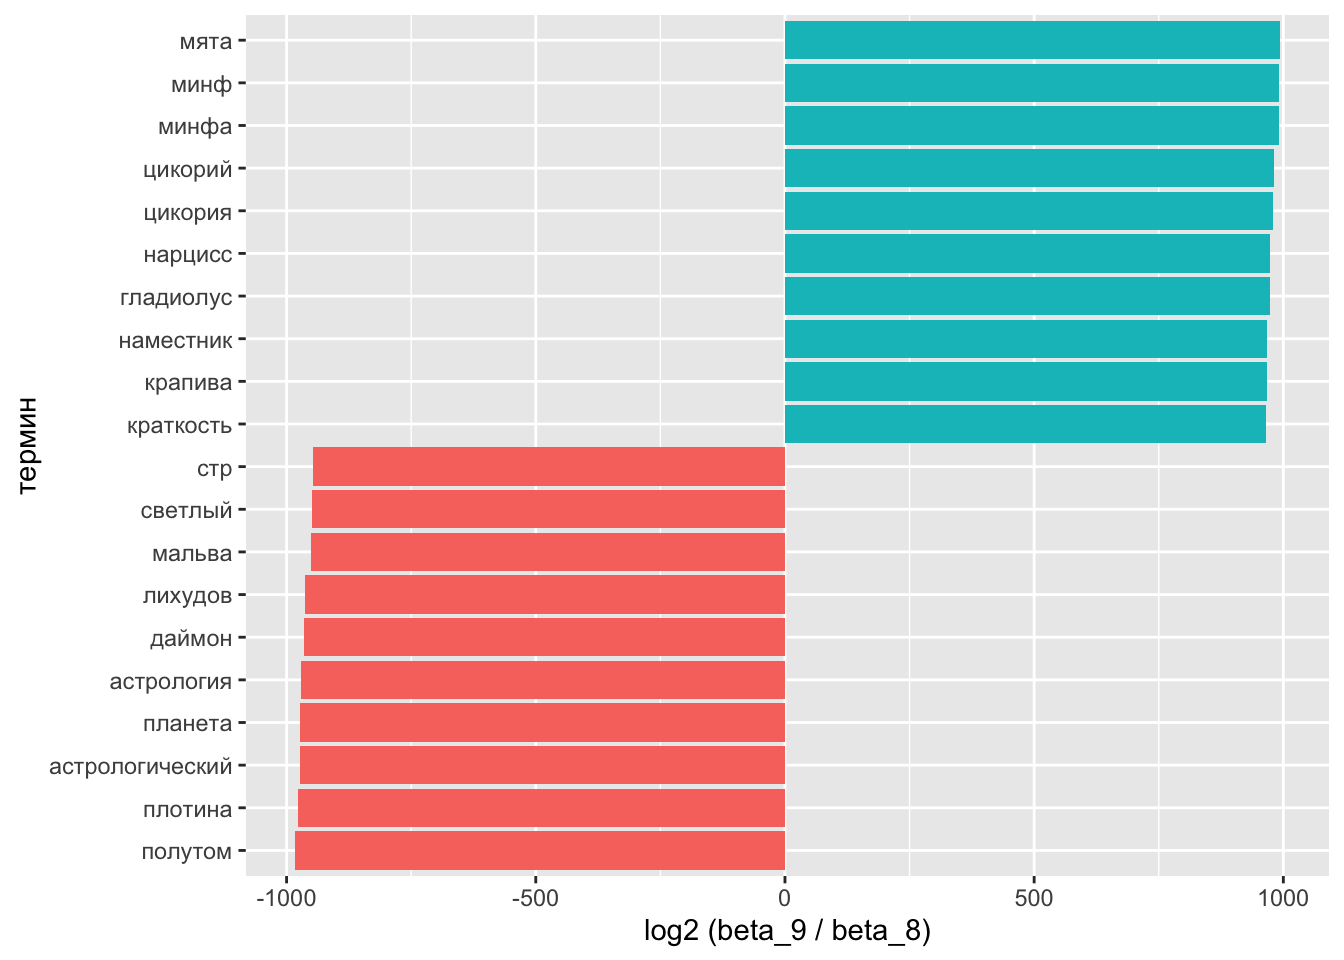 мята
минф
минфа
цикорий
цикория
нарцисс
гладиолус
наместник
крапива
краткость
стр
светлый
мальва
лихудов
даймон
астрология
планета
астрологический
плотина
полутом
термин
-1000 -500 0 500 1000
log2 (beta_9 / beta_8)